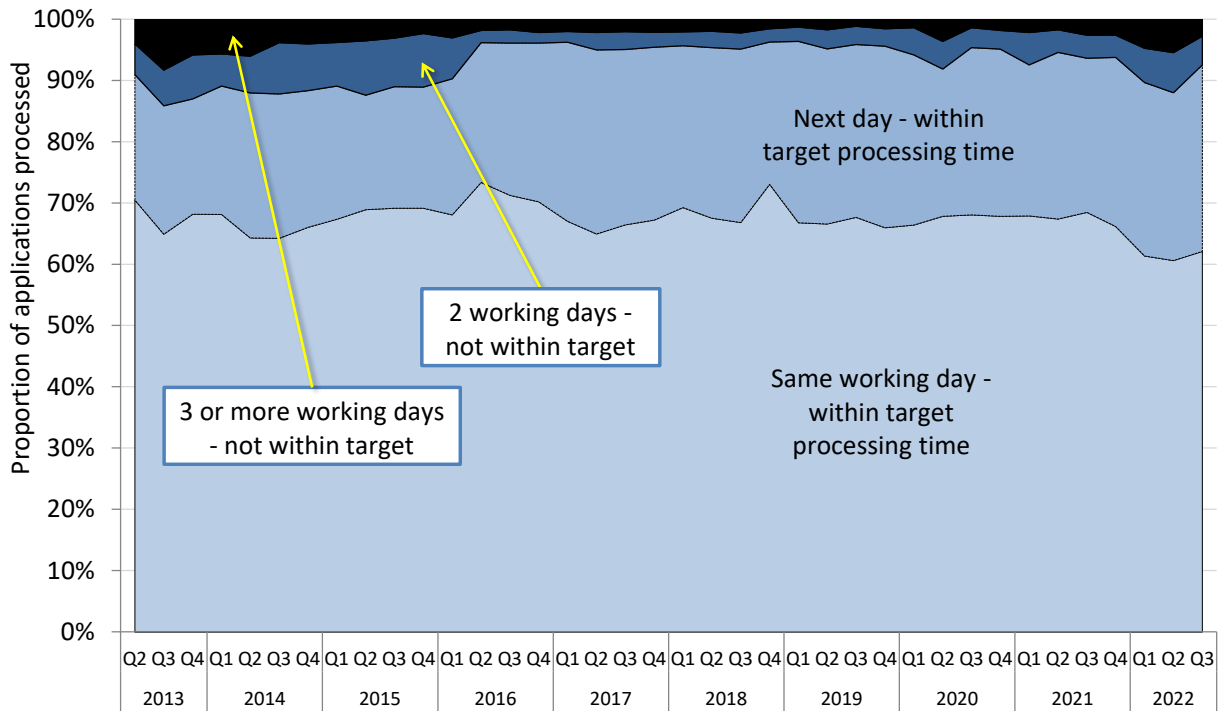 100%
90%
80%
70%
60%
50%
40%
30%
20%
10%
0%
Proportion of applications processed
Next day - within
target processing time
2 working days -
not within target
3 or more working days
- not within target
Same working day -
within target
processing time
Q2 Q3 Q4 Q1 Q2 Q3 Q4 Q1 Q2 Q3 Q4 Q1 Q2 Q3 Q4 Q1 Q2 Q3 Q4 Q1 Q2 Q3 Q4 Q1 Q2 Q3 Q4 Q1 Q2 Q3 Q4 Q1 Q2 Q3 Q4 Q1 Q2 Q3
2013 2014 2015 2016 2017 2018 2019 2020 2021 2022